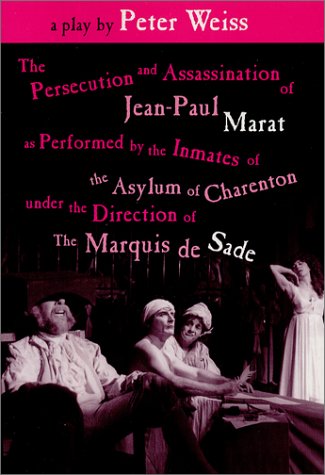 a play by Peter Weiss
The
Persecution and Assassination of
Jean-Paul
Marat
as Performed by the Inmates of
the Asylum of Charenton
under the Direction of
The Marquis de Sade